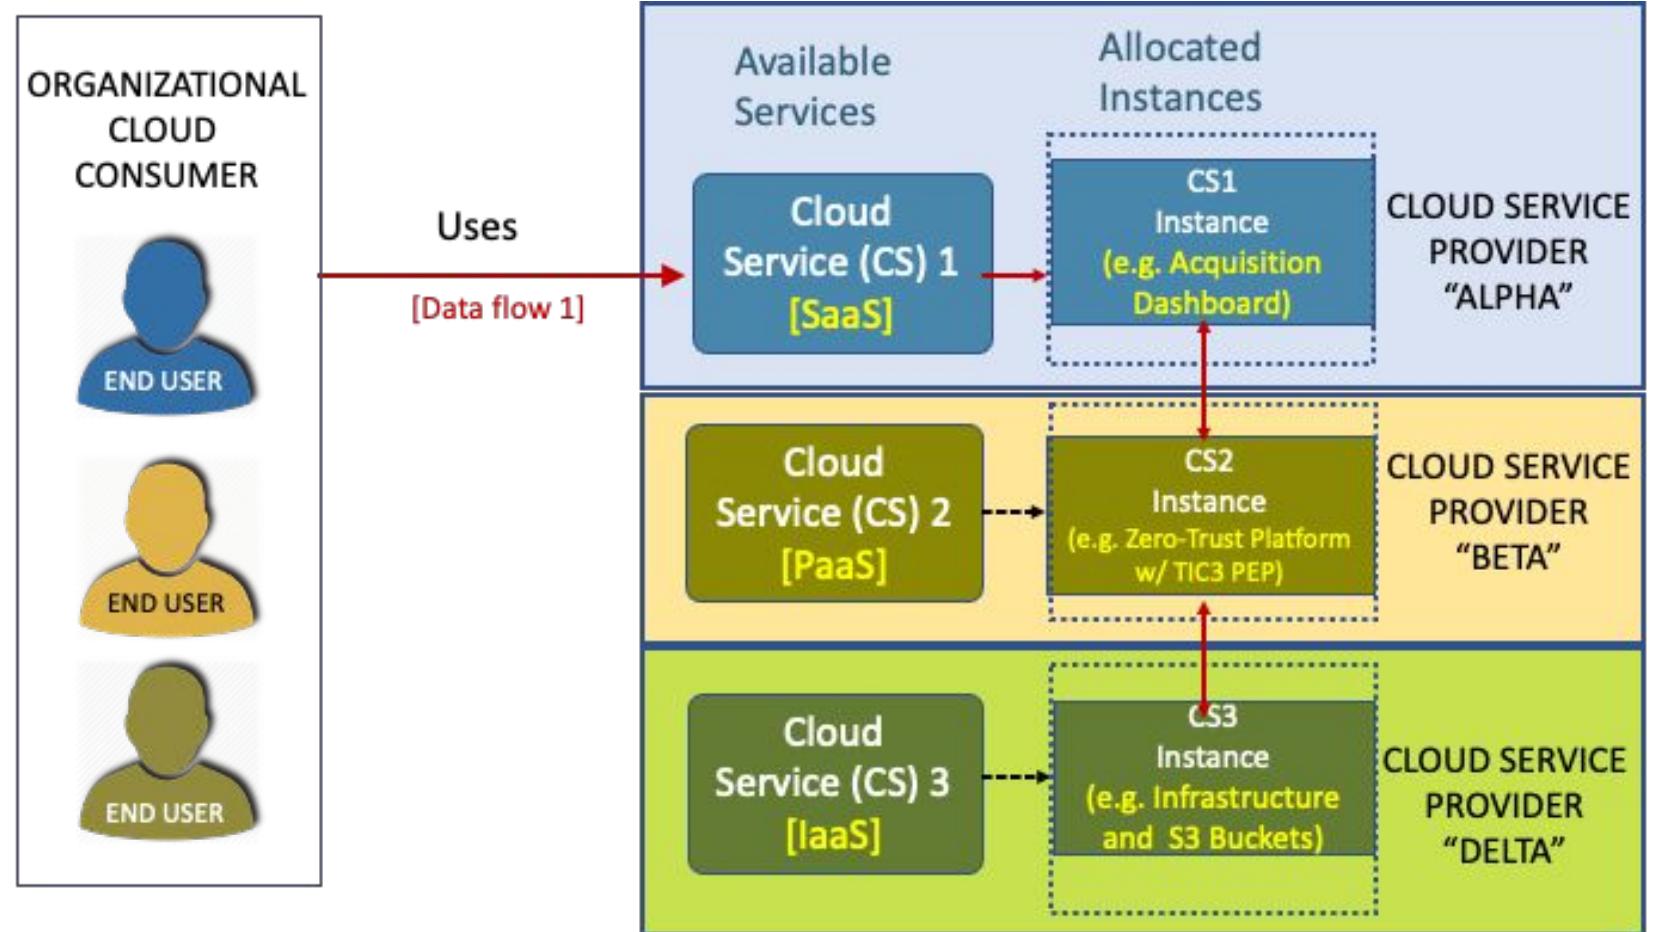 ORGANIZATIONAL
CLOUD
CONSUMER
END USER
END USER
END USER
Uses
[Data flow 1]
Available
Services
Allocated
Instances
Cloud
Service (CS) 1
[SaaS]
CS1
Instance
(e.g. Acquisition
Dashboard)
CLOUD SERVICE
PROVIDER
“ALPHA”
Cloud
Service (CS) 2
[PaaS]
CS2
Instance
(e.g. Zero-Trust Platform
w/ TIC3 PEP)
CLOUD SERVICE
PROVIDER
“BETA”
Cloud
Service (CS) 3
[IaaS]
CS3
Instance
(e.g. Infrastructure
and S3 Buckets)
CLOUD SERVICE
PROVIDER
“DELTA”